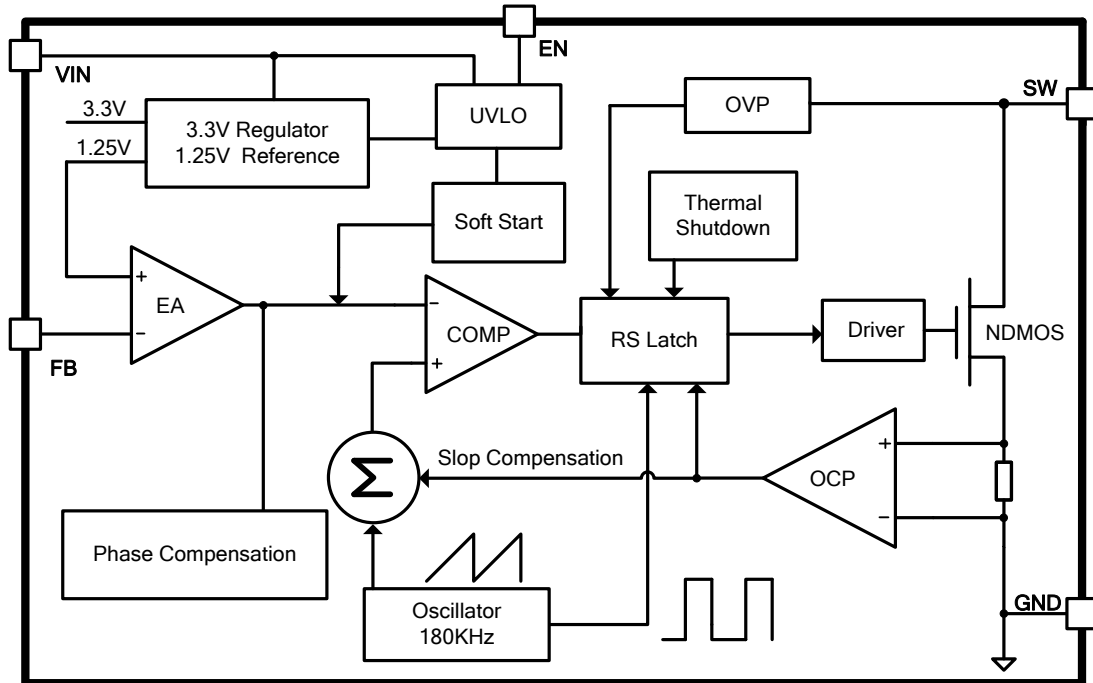 EN
VIN
SW
3.3V
1.25V
3.3V Regulator
1.25V Reference
UVLO
OVP
Soft Start
Thermal
Shutdown
+
EA
−
FB
−
COMP
+
RS Latch
Driver
NDMOS
Slop Compensation
Σ
+
OCP
−
Phase Compensation
Oscillator
180KHz
GND